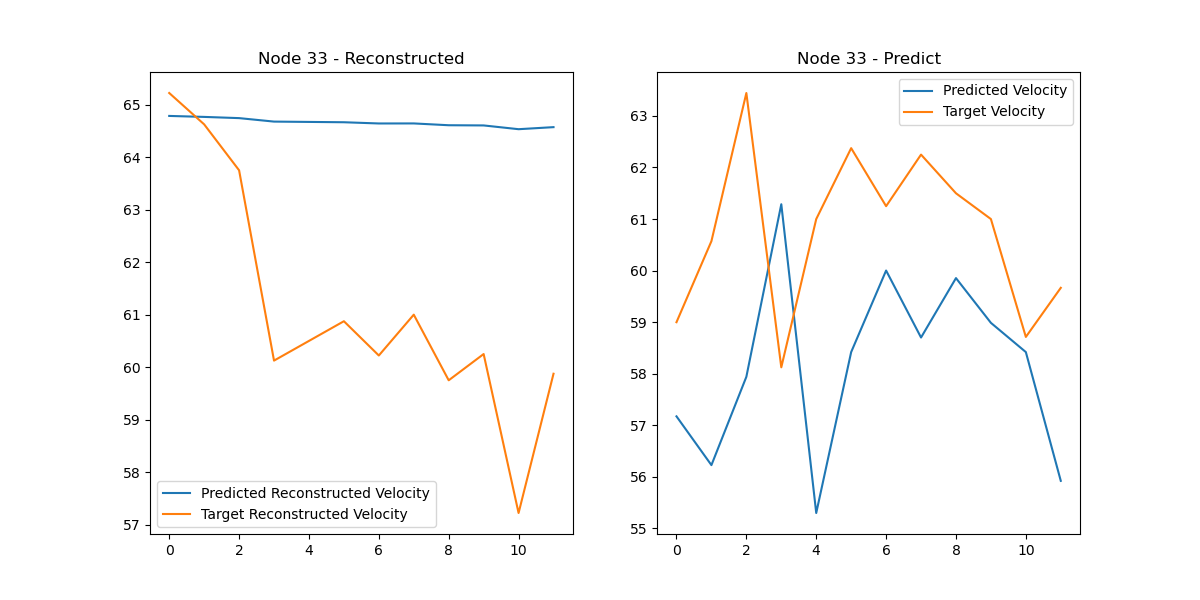 Node 33 - Reconstructed
65
64
63
62
61
60
59
58
57
0 2 4 6 8 10
Predicted Reconstructed Velocity
Target Reconstructed Velocity
Node 33 - Predict
63
62
61
60
59
58
57
56
55
0 2 4 6 8 10
Predicted Velocity
Target Velocity